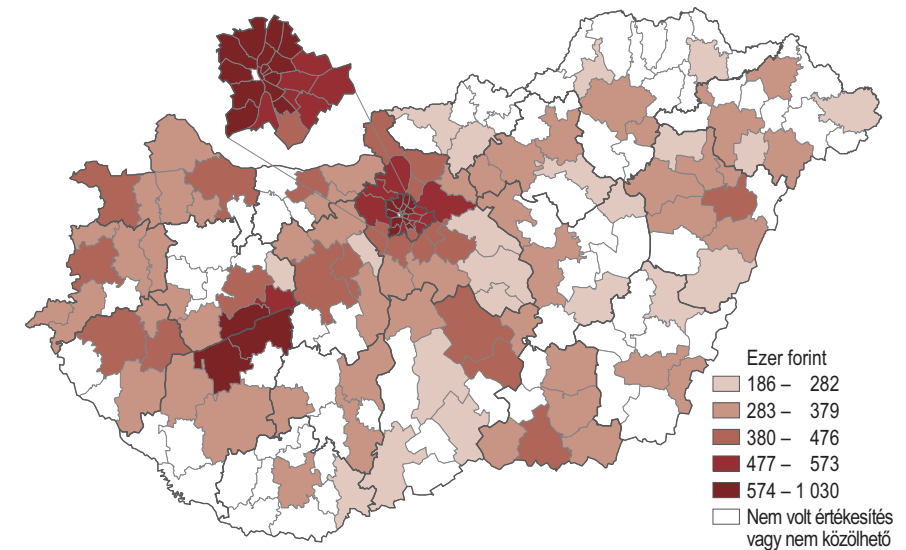 Ezer forint
186 – 282
283 – 379
380 – 476
477 – 573
574 – 1 030
Nem volt értékesítés
vagy nem közölhető